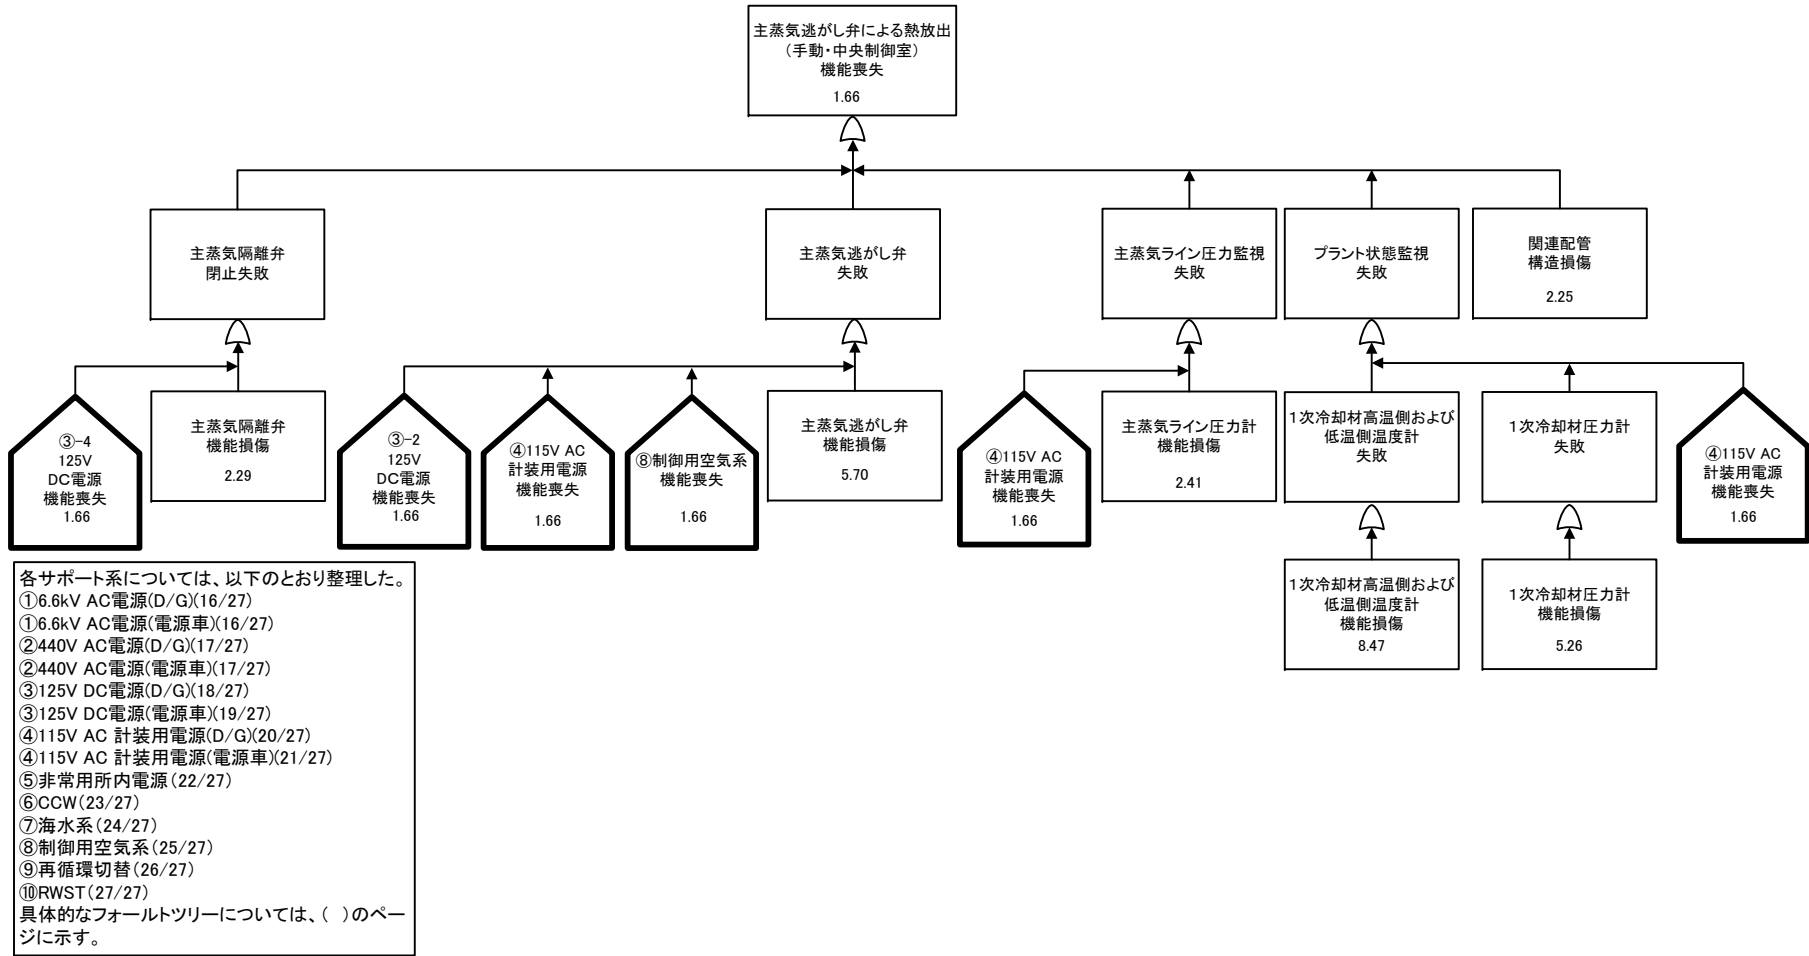 主蒸気逃がし弁による熱放出
(手動・中央制御室)
機能喪失
1.66
主蒸気隔離弁
閉止失敗
主蒸気逃がし弁
失敗
主蒸気ライン圧力監視
失敗
プラント状態監視
失敗
関連配管
構造損傷
2.25
③-4
125V
DC電源
機能喪失
1.66
主蒸気隔離弁
機能損傷
2.29
③-2
125V
DC電源
機能喪失
1.66
④115V AC
計装用電源
機能喪失
1.66
⑧制御用空気系
機能喪失
1.66
主蒸気逃がし弁
機能損傷
5.70
④115V AC
計装用電源
機能喪失
1.66
主蒸気ライン圧力計
機能損傷
2.41
1次冷却材高温側および
低温側温度計
失敗
1次冷却材圧力計
失敗
④115V AC
計装用電源
機能喪失
1.66
1次冷却材高温側および
低温側温度計
機能損傷
8.47
1次冷却材圧力計
機能損傷
5.26
各サポート系については、以下のとおり整理した。
①6.6kV AC電源(D/G)(16/27)
①6.6kV AC電源(電源車)(16/27)
②440V AC電源(D/G)(17/27)
②440V AC電源(電源車)(17/27)
③125V DC電源(D/G)(18/27)
③125V DC電源(電源車)(19/27)
④115V AC 計装用電源(D/G)(20/27)
④115V AC 計装用電源(電源車)(21/27)
⑤非常用所内電源(22/27)
⑥CCW(23/27)
⑦海水系(24/27)
⑧制御用空気系(25/27)
⑨再循環切替(26/27)
⑩RWST(27/27)
具体的なフォールトツリーについては、( )のペー
ジに示す。